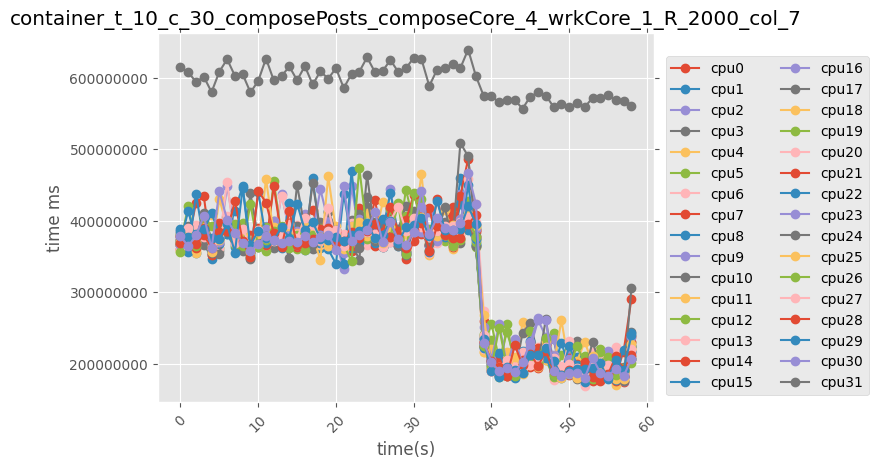 container_t_10_c_30_composePosts_composeCore_4_wrkCore_1_R_2000_col_7
600000000
500000000
400000000
300000000
200000000
time ms
0 10 20 30 40 50 60
time(s)
cpu0 cpu16
cpu1 cpu17
cpu2 cpu18
cpu3 cpu19
cpu4 cpu20
cpu5 cpu21
cpu6 cpu22
cpu7 cpu23
cpu8 cpu24
cpu9 cpu25
cpu10 cpu26
cpu11 cpu27
cpu12 cpu28
cpu13 cpu29
cpu14 cpu30
cpu15 cpu31